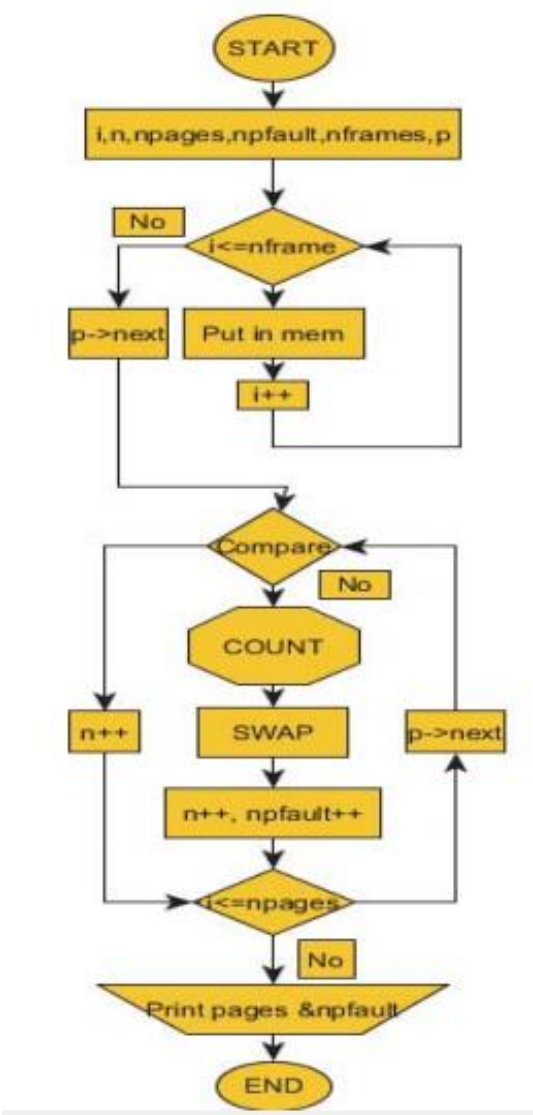 START
i,n,npages,npfault,nframes,p
No
i<=nframe
p->next
Put in mem
i++
Compare
No
COUNT
n++
SWAP
p->next
n++, npfault++
i<=npages
No
Print pages &npfault
END